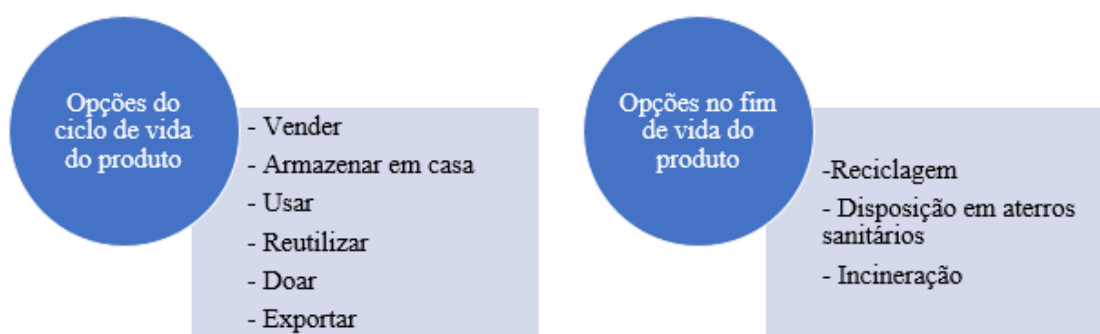 Opções do
ciclo de vida
do produto
- Vender
- Armazenar em casa
- Usar
- Reutilizar
- Doar
- Exportar
Opções no fim
de vida do
produto
-Reciclagem
- Disposição em aterros
sanitários
- Incineração